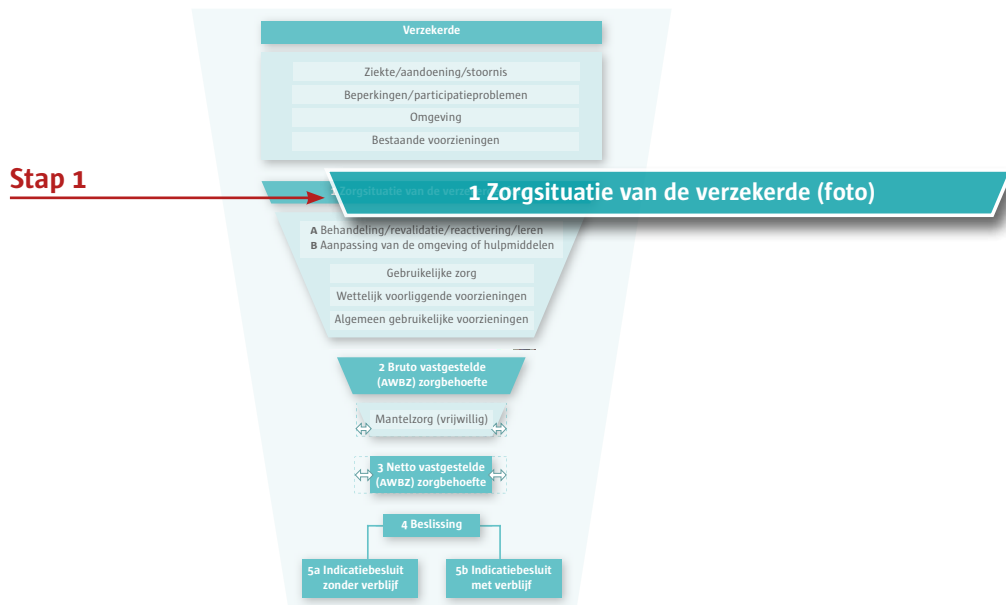 Verzekerde
Ziekte/aandoening/stoornis
Beperkingen/participatieproblemen
Omgeving
Bestaande voorzieningen
Stap 1
1 Zorgsituatie van de verzekerde (foto)
A Behandeling/revalidatie/reactivering/leren
B Aanpassing van de omgeving of hulpmiddelen
Gebruikelijke zorg
Wettelijk voorliggende voorzieningen
Algemeen gebruikelijke voorzieningen
2 Bruto vastgestelde
(AWBZ) zorgbehoefte
Mantelzorg (vrijwillig)
3 Netto vastgestelde
(AWBZ) zorgbehoefte
4 Beslissing
5a Indicatiebesluit
zonder verblijf
5b Indicatiebesluit
met verblijf